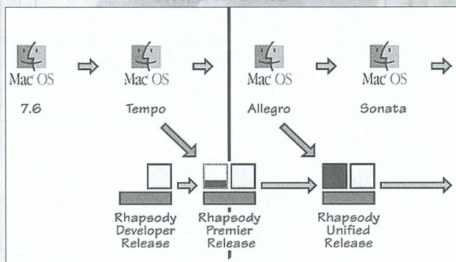 Mac OS
Mac OS
Mac OS
Mac OS
7.6
Tempo
Allegro
Sonata
Rhapsody
Developer
Release
Rhapsody
Premier
Release
Rhapsody
Unified
Release